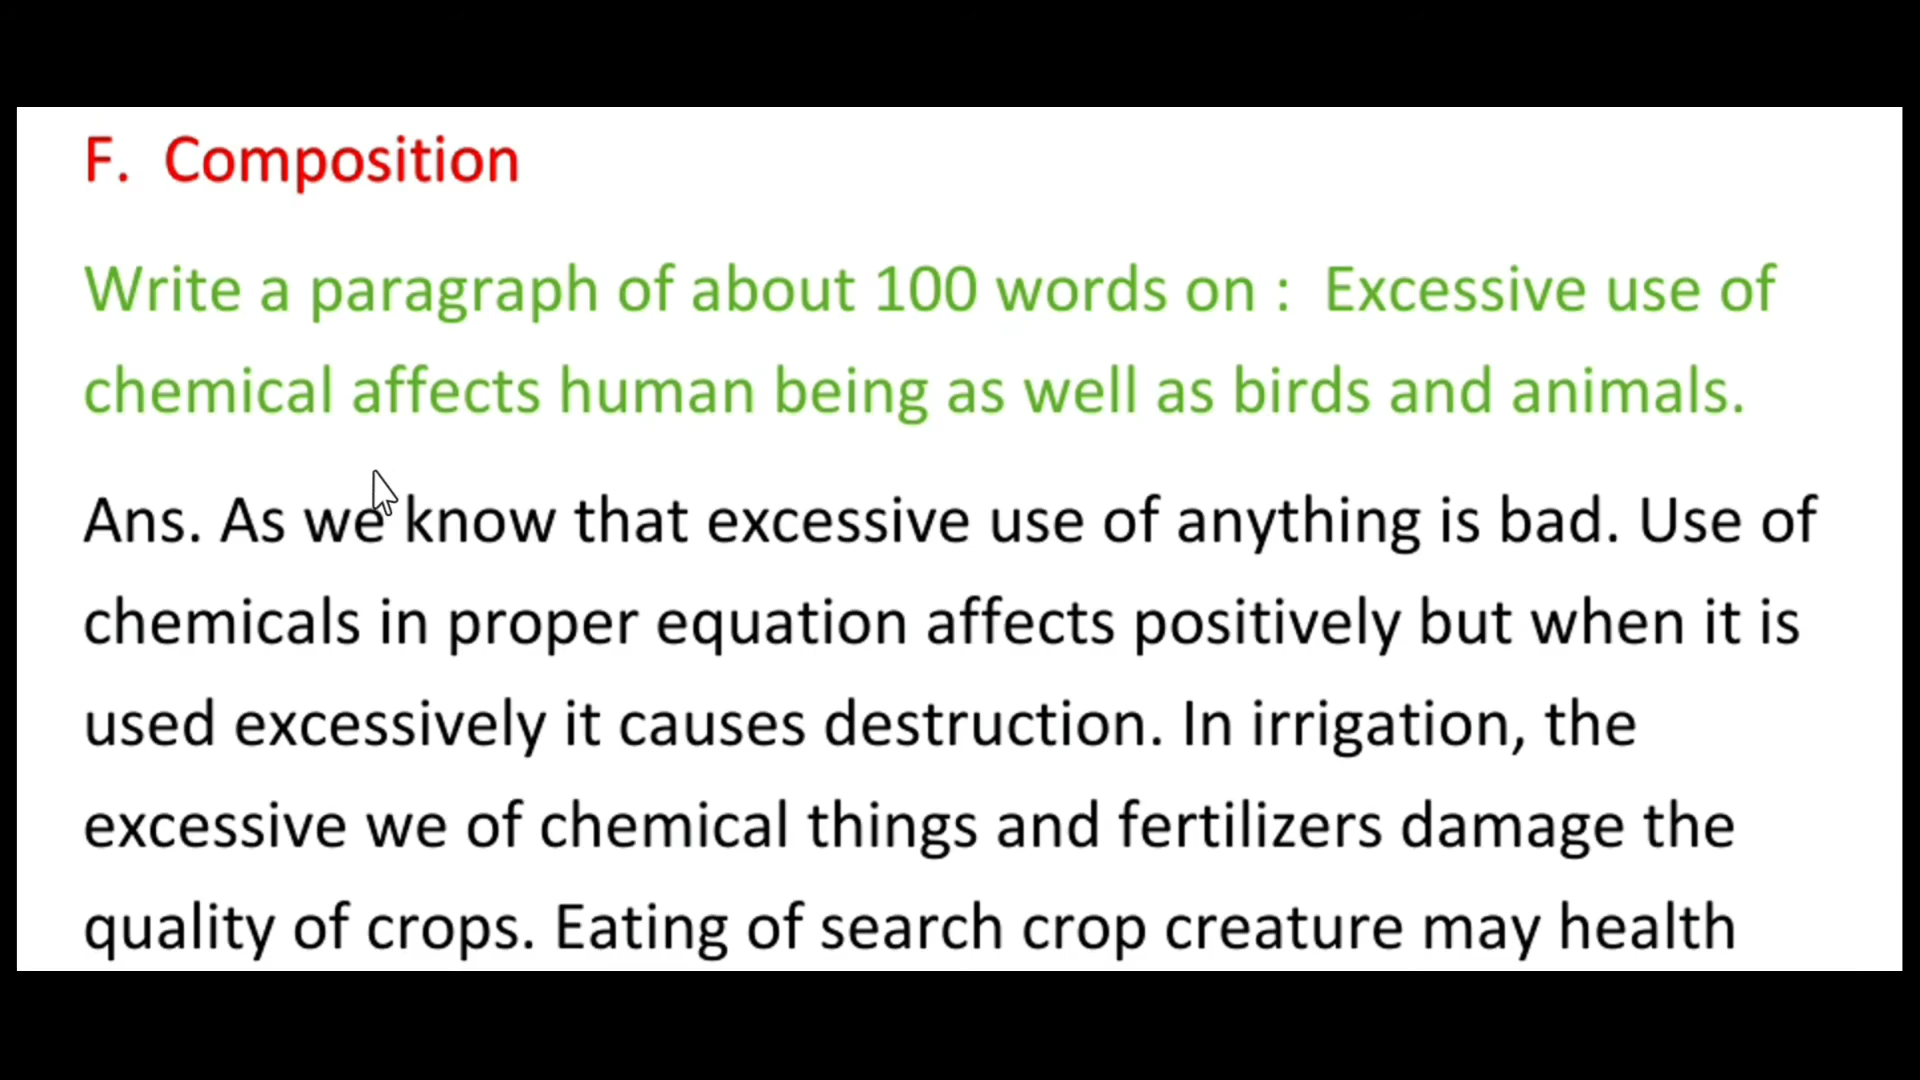 F. Composition
Write a paragraph of about 100 words on : Excessive use of
chemical affects human being as well as birds and animals.
Ans. As we know that excessive use of anything is bad. Use of
chemicals in proper equation affects positively but when it is
used excessively it causes destruction. In irrigation, the
excessive we of chemical things and fertilizers damage the
quality of crops. Eating of search crop creature may health